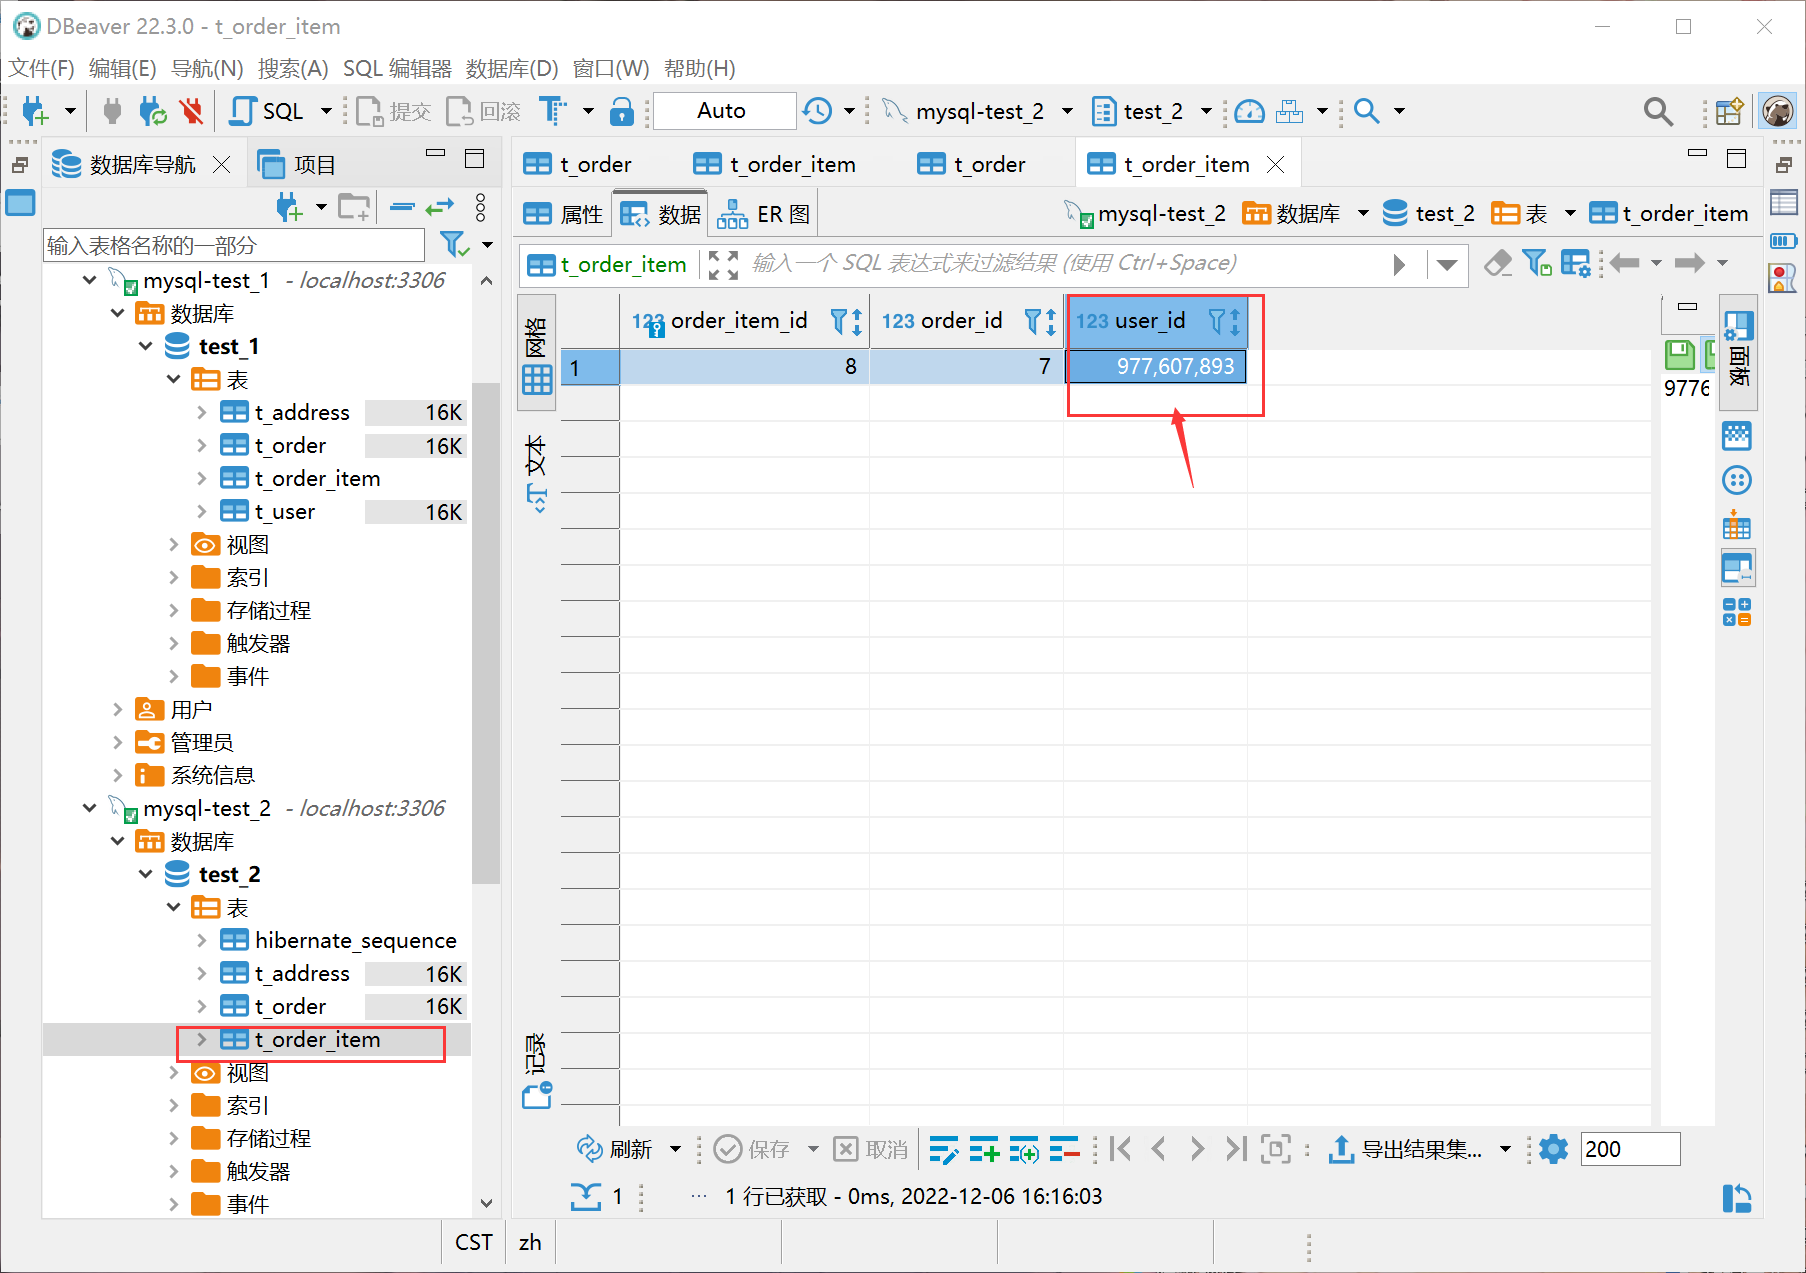 DBeaver 22.3.0 - t_order_item
文件(F) 编辑(E) 导航(N) 搜索(A) SQL 编辑器 数据库(D) 窗口(W) 帮助(H)
SQL 提交 回滚 Auto mysql-test_2 test_2
数据库导航 项目
t_order t_order_item t_order t_order_item
属性 数据 ER 图 mysql-test_2 数据库 test_2 表 t_order_item
输入表格名称的一部分
t_order_item 输入一个 SQL 表达式来过滤结果 (使用 Ctrl+Space)
mysql-test_1 - localhost:3306
数据库
test_1
表
t_address 16K
t_order 16K
t_order_item
t_user 16K
视图
索引
存储过程
触发器
事件
用户
管理员
系统信息
mysql-test_2 - localhost:3306
数据库
test_2
表
hibernate_sequence
t_address 16K
t_order 16K
t_order_item
视图
索引
存储过程
触发器
事件
网格
文本
记录
123 order_item_id 123 order_id 123 user_id
1 8 7 977,607,893
9776
面板
刷新 保存 取消 导出结果集... 200
1 ... 1 行已获取 - 0ms, 2022-12-06 16:16:03
CST zh